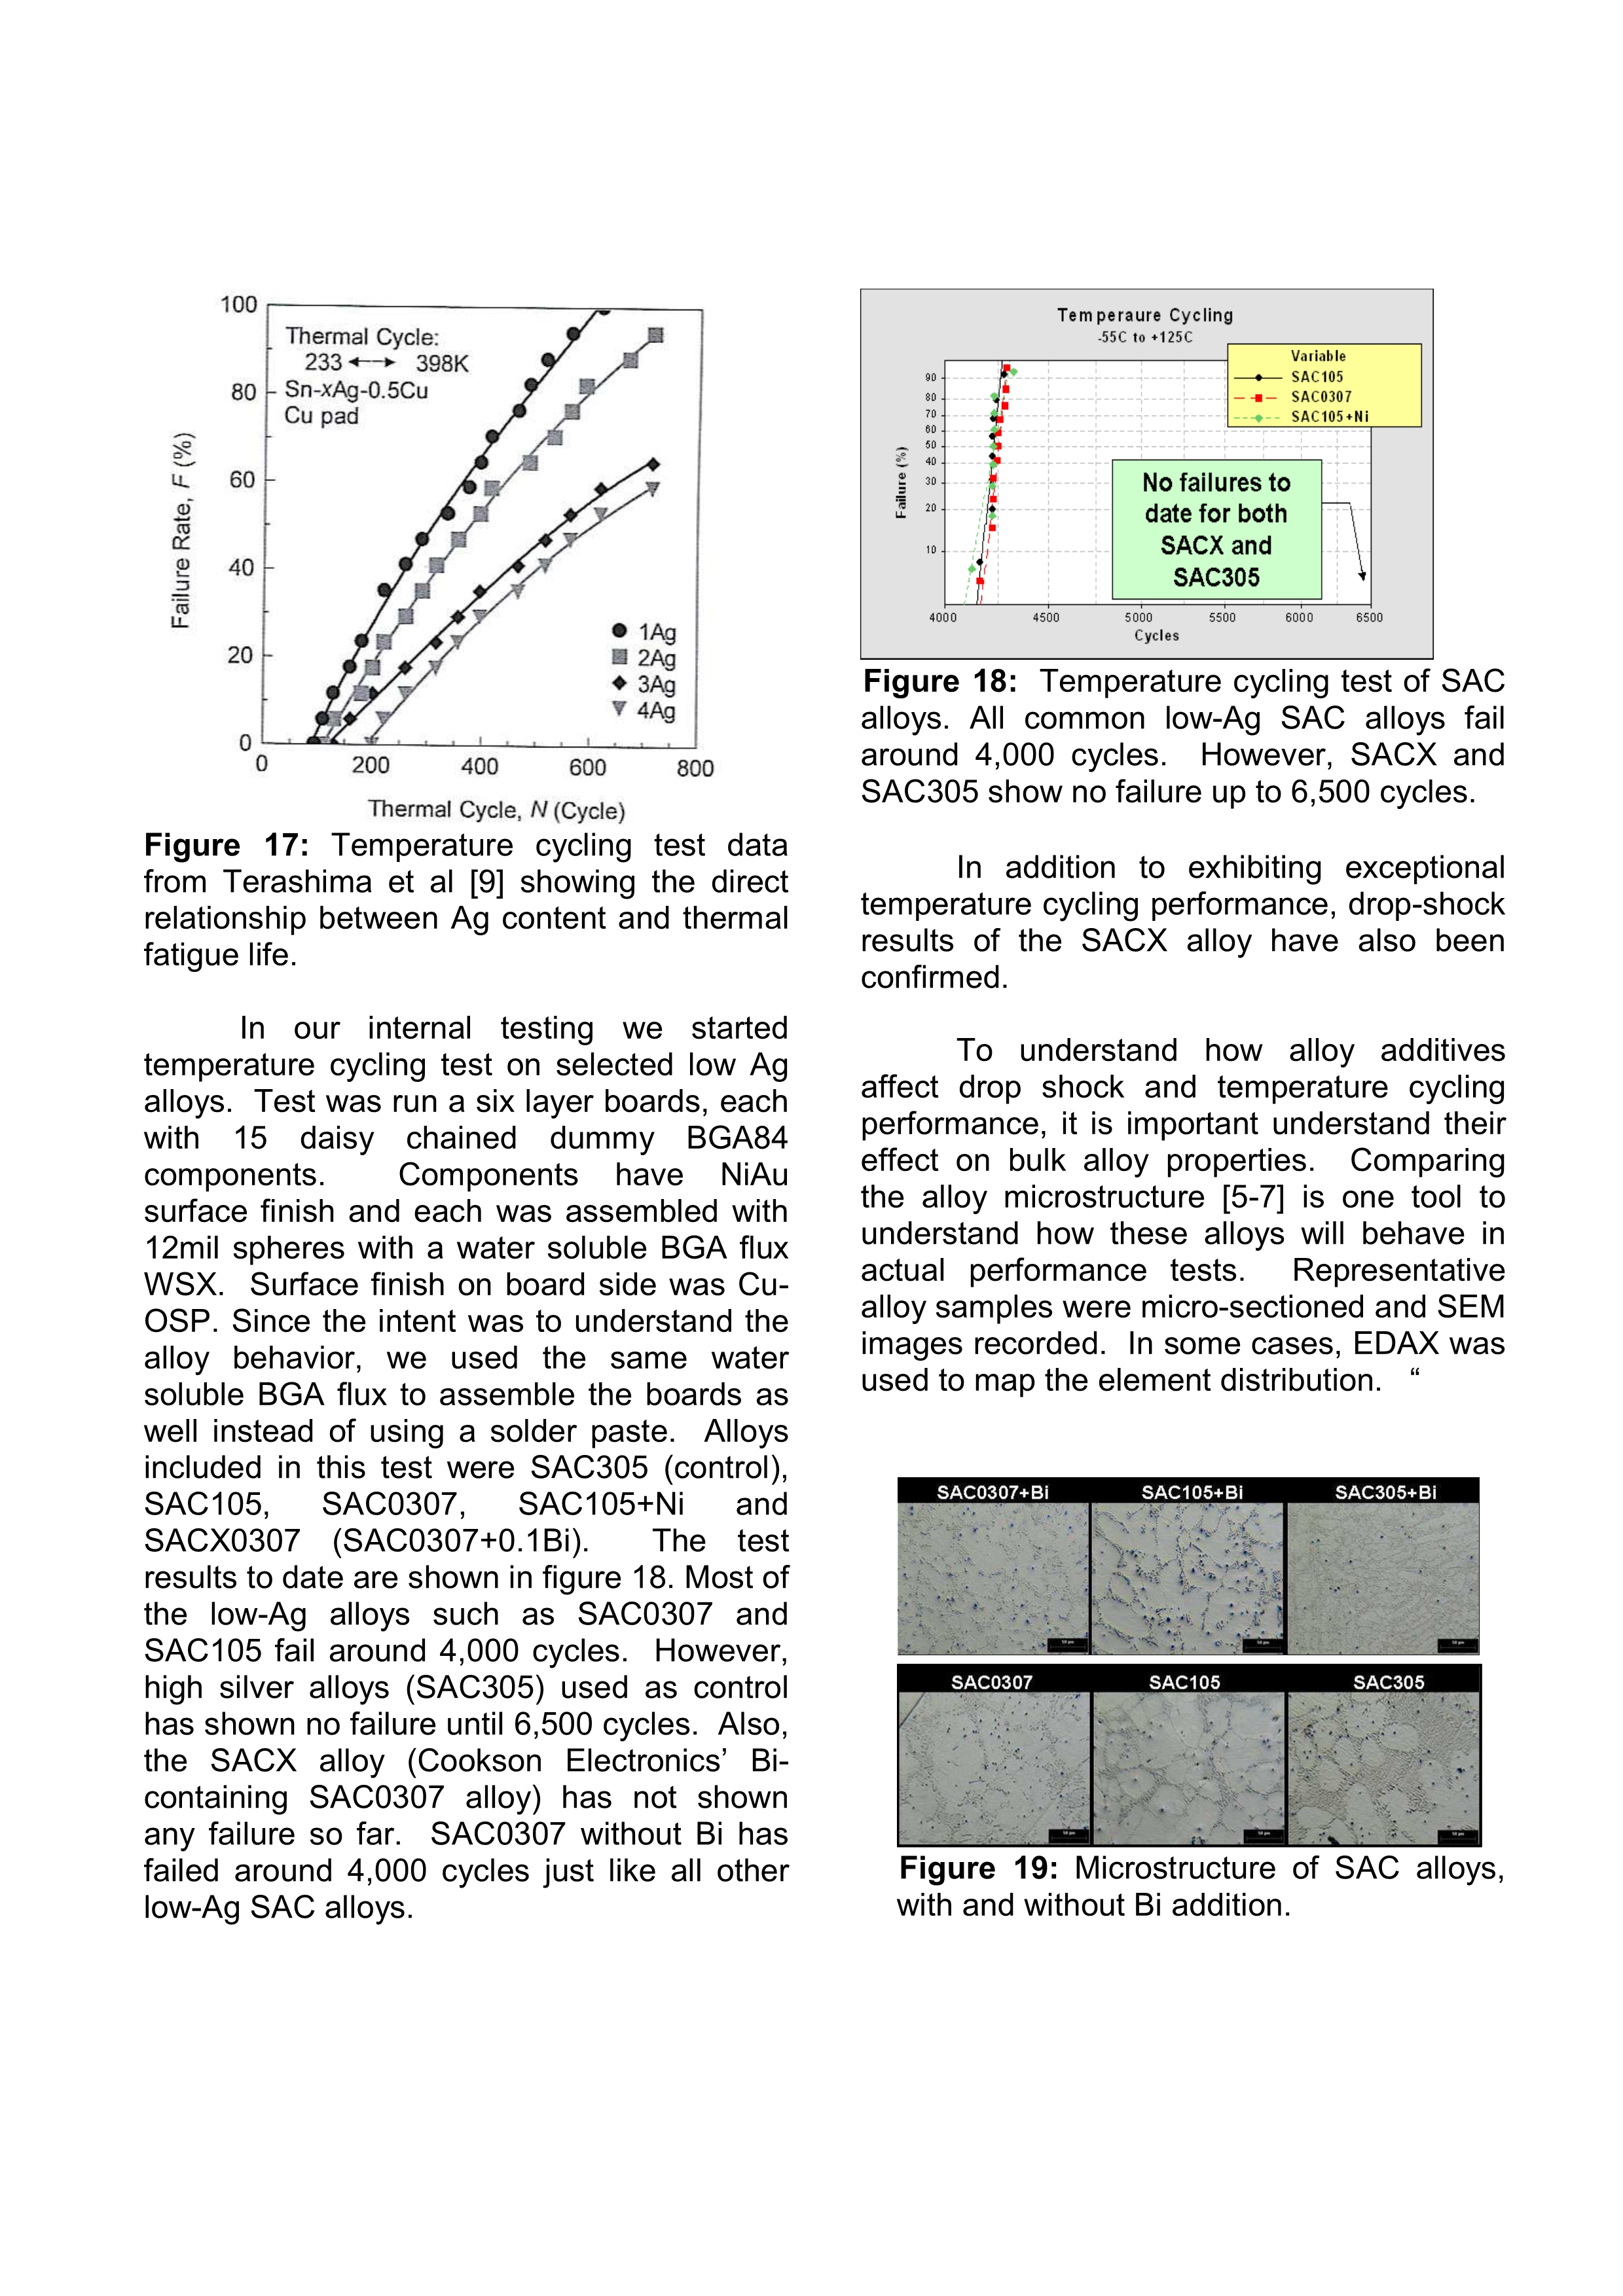 100
80
60
40
20
0
Failure Rate, F (%)
Thermal Cycle:
233 ←→ 398K
Sn-xAg-0.5Cu
Cu pad
1Ag
2Ag
3Ag
4Ag
0 200 400 600 800
Thermal Cycle, N (Cycle)
Figure 17: Temperature cycling test data
from Terashima et al [9] showing the direct
relationship between Ag content and thermal
fatigue life.
In our internal testing we started
temperature cycling test on selected low Ag
alloys. Test was run a six layer boards, each
with 15 daisy chained dummy BGA84
components. Components have NiAu
surface finish and each was assembled with
12mil spheres with a water soluble BGA flux
WSX. Surface finish on board side was Cu-
OSP. Since the intent was to understand the
alloy behavior, we used the same water
soluble BGA flux to assemble the boards as
well instead of using a solder paste. Alloys
included in this test were SAC305 (control),
SAC105, SAC0307, SAC105+Ni and
SACX0307 (SAC0307+0.1Bi). The test
results to date are shown in figure 18. Most of
the low-Ag alloys such as SAC0307 and
SAC105 fail around 4,000 cycles. However,
high silver alloys (SAC305) used as control
has shown no failure until 6,500 cycles. Also,
the SACX alloy (Cookson Electronics’ Bi-
containing SAC0307 alloy) has not shown
any failure so far. SAC0307 without Bi has
failed around 4,000 cycles just like all other
low-Ag SAC alloys.
Temperaure Cycling
-55C to +125C
Variable
SAC105
SAC0307
SAC105+Ni
90
80
70
60
50
40
30
20
10
Failure (%)
No failures to
date for both
SACX and
SAC305
4000 4500 5000 5500 6000 6500
Cycles
Figure 18: Temperature cycling test of SAC
alloys. All common low-Ag SAC alloys fail
around 4,000 cycles. However, SACX and
SAC305 show no failure up to 6,500 cycles.
In addition to exhibiting exceptional
temperature cycling performance, drop-shock
results of the SACX alloy have also been
confirmed.
To understand how alloy additives
affect drop shock and temperature cycling
performance, it is important understand their
effect on bulk alloy properties. Comparing
the alloy microstructure [5-7] is one tool to
understand how these alloys will behave in
actual performance tests. Representative
alloy samples were micro-sectioned and SEM
images recorded. In some cases, EDAX was
used to map the element distribution. “
SAC0307+Bi SAC105+Bi SAC305+Bi
SAC0307 SAC105 SAC305
Figure 19: Microstructure of SAC alloys,
with and without Bi addition.